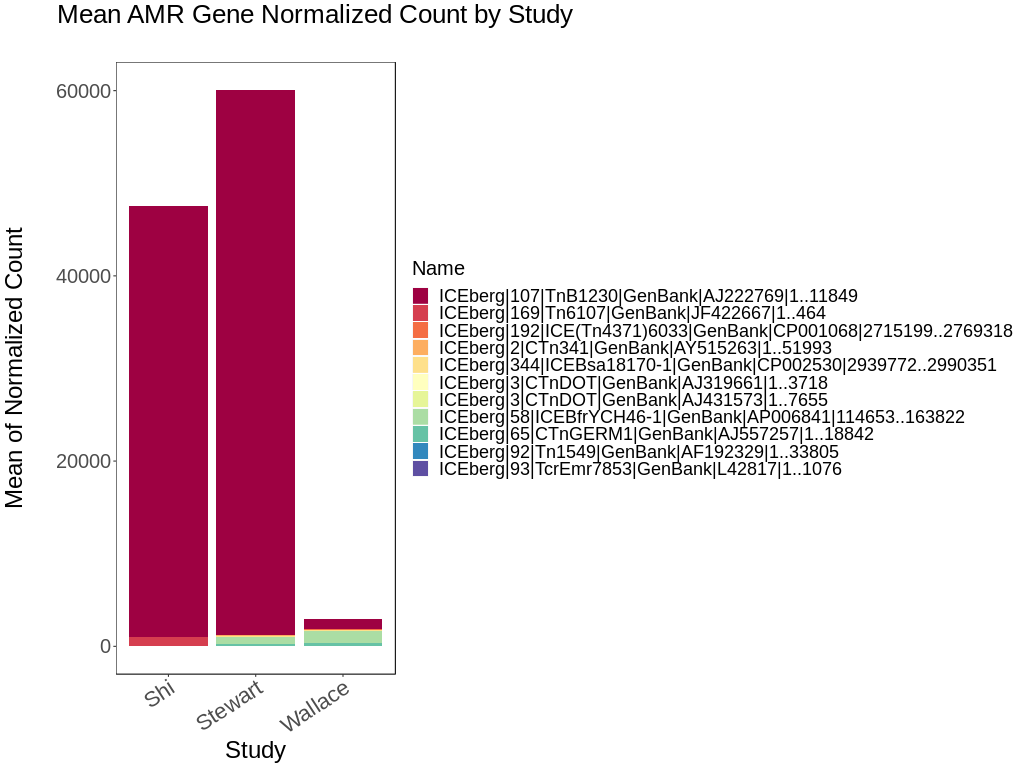 Mean AMR Gene Normalized Count by Study
60000
40000
20000
0
Mean of Normalized Count
Shi
Stewart
Wallace
Study
Name
ICEberg|107|TnB1230|GenBank|AJ222769|1..11849
ICEberg|169|Tn6107|GenBank|JF422667|1..464
ICEberg|192|ICE(Tn4371)6033|GenBank|CP001068|2715199..2769318
ICEberg|2|CTn341|GenBank|AY515263|1..51993
ICEberg|344|ICEBsa18170-1|GenBank|CP002530|2939772..2990351
ICEberg|3|CTnDOT|GenBank|AJ319661|1..3718
ICEberg|3|CTnDOT|GenBank|AJ431573|1..7655
ICEberg|58|ICEBfrYCH46-1|GenBank|AP006841|114653..163822
ICEberg|65|CTnGERM1|GenBank|AJ557257|1..18842
ICEberg|92|Tn1549|GenBank|AF192329|1..33805
ICEberg|93|TcrEmr7853|GenBank|L42817|1..1076